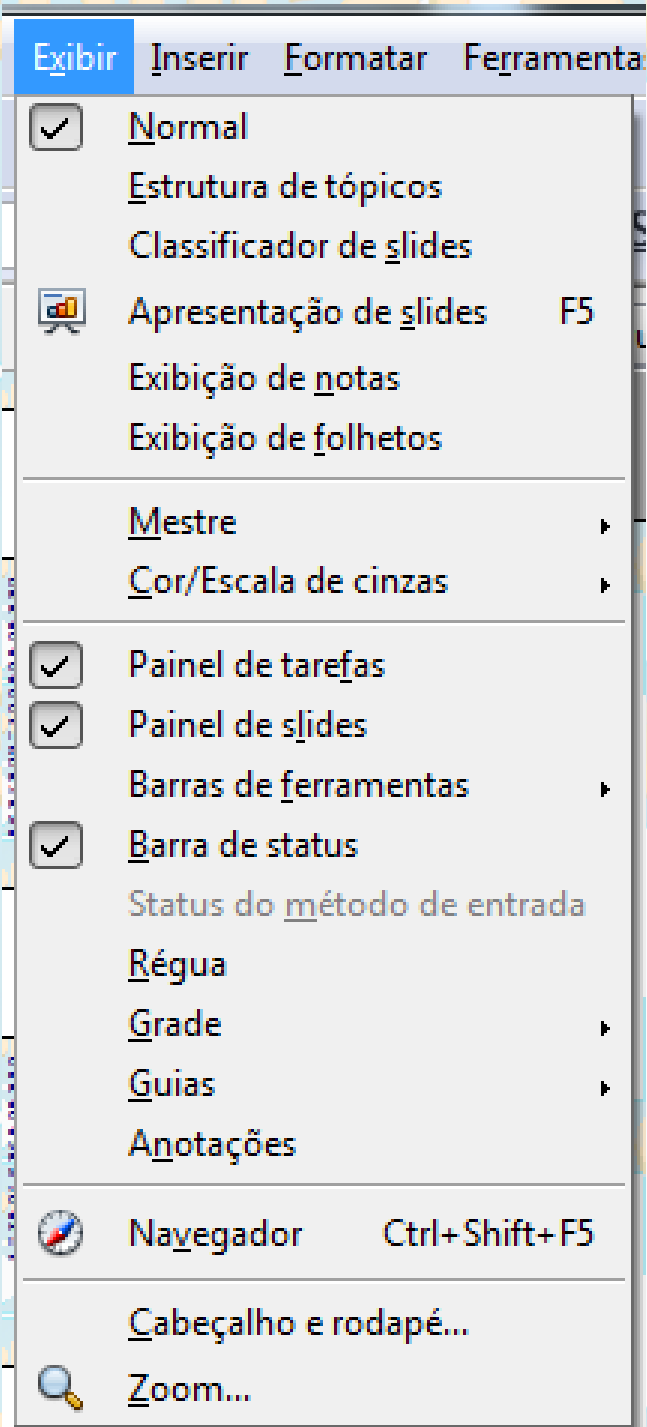 Exibir Inserir Formatar Ferramenta
Normal
Estrutura de tópicos
Classificador de slides
Apresentação de slides F5
Exibição de notas
Exibição de folhetos
Mestre
Cor/Escala de cinzas
Painel de tarefas
Painel de slides
Barras de ferramentas
Barra de status
Status do método de entrada
Régua
Grade
Guias
Anotações
Navegador Ctrl+Shift+F5
Cabeçalho e rodapé...
Zoom...